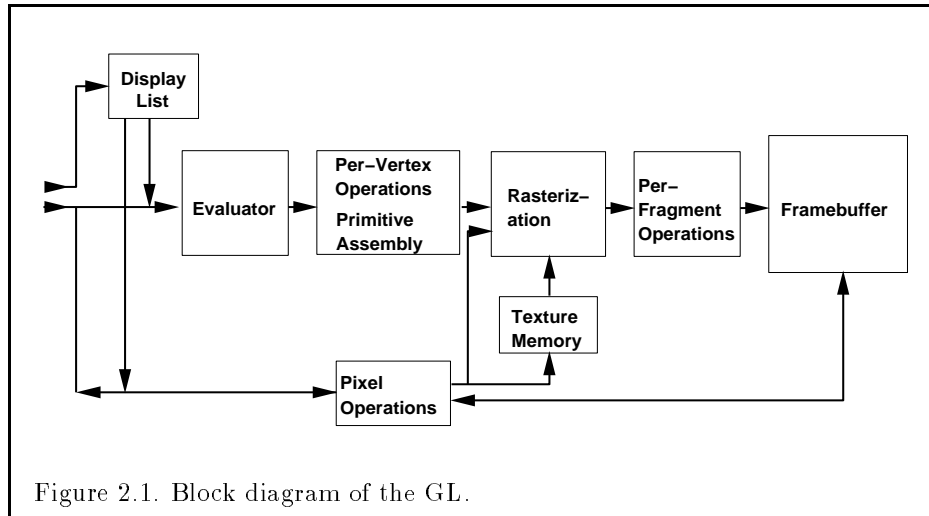 Display
List
Evaluator
Per−Vertex
Operations
Primitive
Assembly
Rasteriz−
ation
Per−
Fragment
Operations
Framebuffer
Texture
Memory
Pixel
Operations
Figure 2.1. Block diagram of the GL.